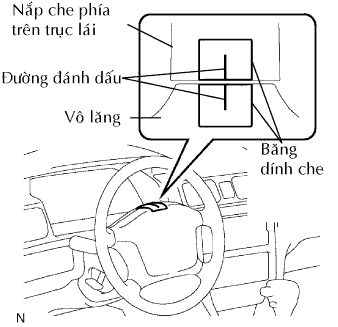 Nắp che phía
trên trục lái
Đường đánh dấu
Vô lăng
Băng
dính che
N